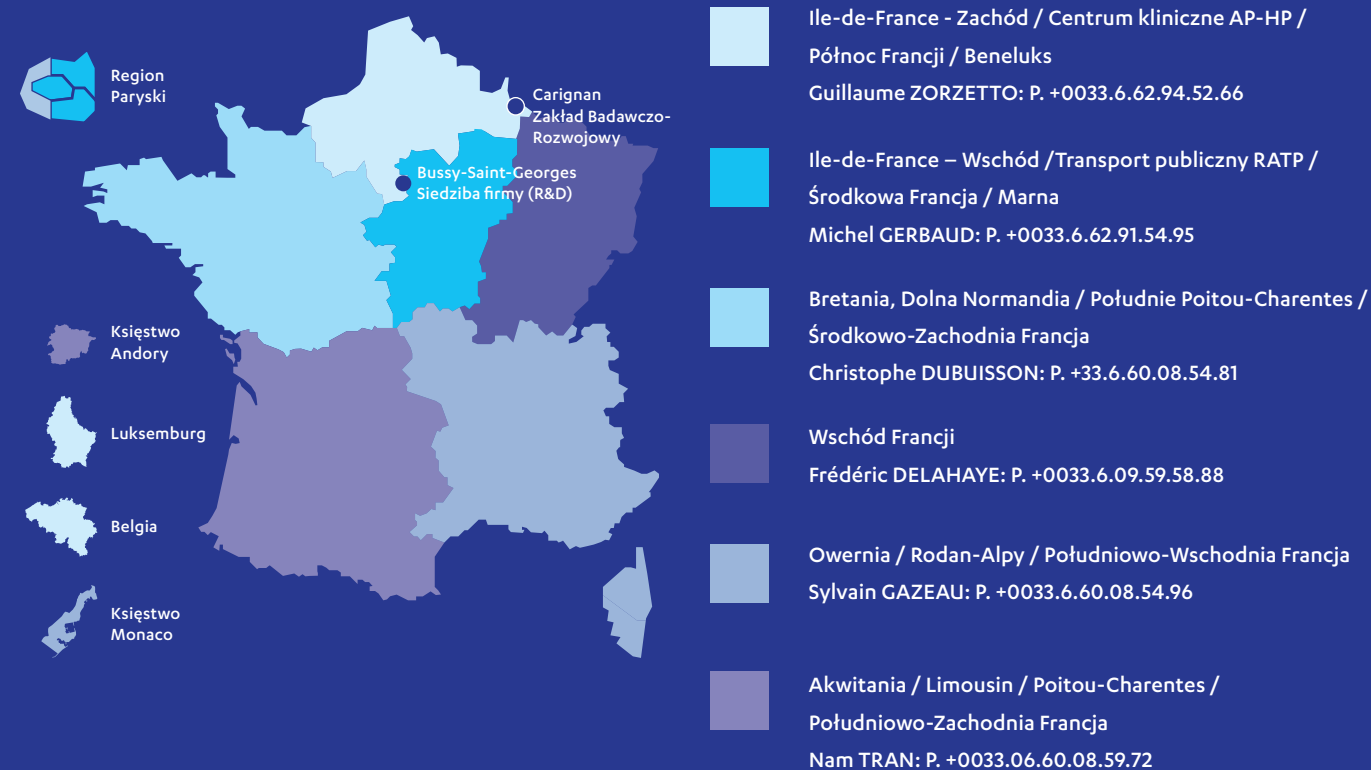 Region
Paryski
Carignan
Zakład Badawczo-
Rozwojowy
Bussy-Saint-Georges
Siedziba firmy (R&D)
Księstwo
Andory
Luksemburg
Belgia
Księstwo
Monaco
Ile-de-France - Zachód / Centrum kliniczne AP-HP /
Północ Francji / Beneluks
Guillaume ZORZETTO: P. +0033.6.62.94.52.66
Ile-de-France – Wschód /Transport publiczny RATP /
Środkowa Francja / Marna
Michel GERBAUD: P. +0033.6.62.91.54.95
Bretania, Dolna Normandia / Południe Poitou-Charentes /
Środkowo-Zachodnia Francja
Christophe DUBUISSON: P. +33.6.60.08.54.81
Wschód Francji
Frédéric DELAHAYE: P. +0033.6.09.59.58.88
Owernia / Rodan-Alpy / Południowo-Wschodnia Francja
Sylvain GAZEAU: P. +0033.6.60.08.54.96
Akwitania / Limousin / Poitou-Charentes /
Południowo-Zachodnia Francja
Nam TRAN: P. +0033.06.60.08.59.72